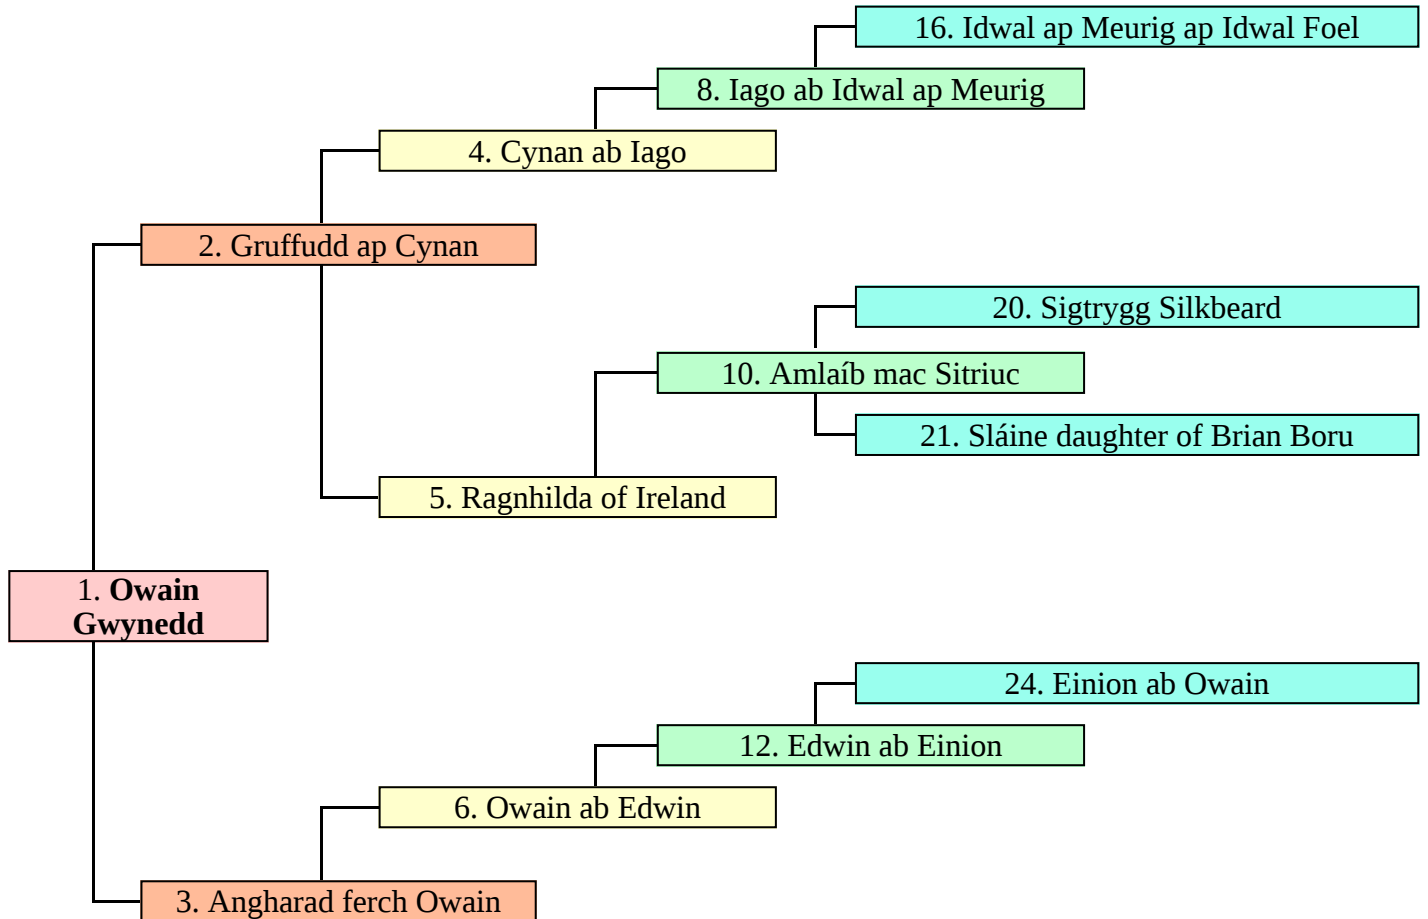 16. Idwal ap Meurig ap Idwal Foel
8. Iago ab Idwal ap Meurig
4. Cynan ab Iago
2. Gruffudd ap Cynan
20. Sigtrygg Silkbeard
10. Amlaíb mac Sitriuc
21. Sláine daughter of Brian Boru
5. Ragnhilda of Ireland
1. Owain
Gwynedd
24. Einion ab Owain
12. Edwin ab Einion
6. Owain ab Edwin
3. Angharad ferch Owain